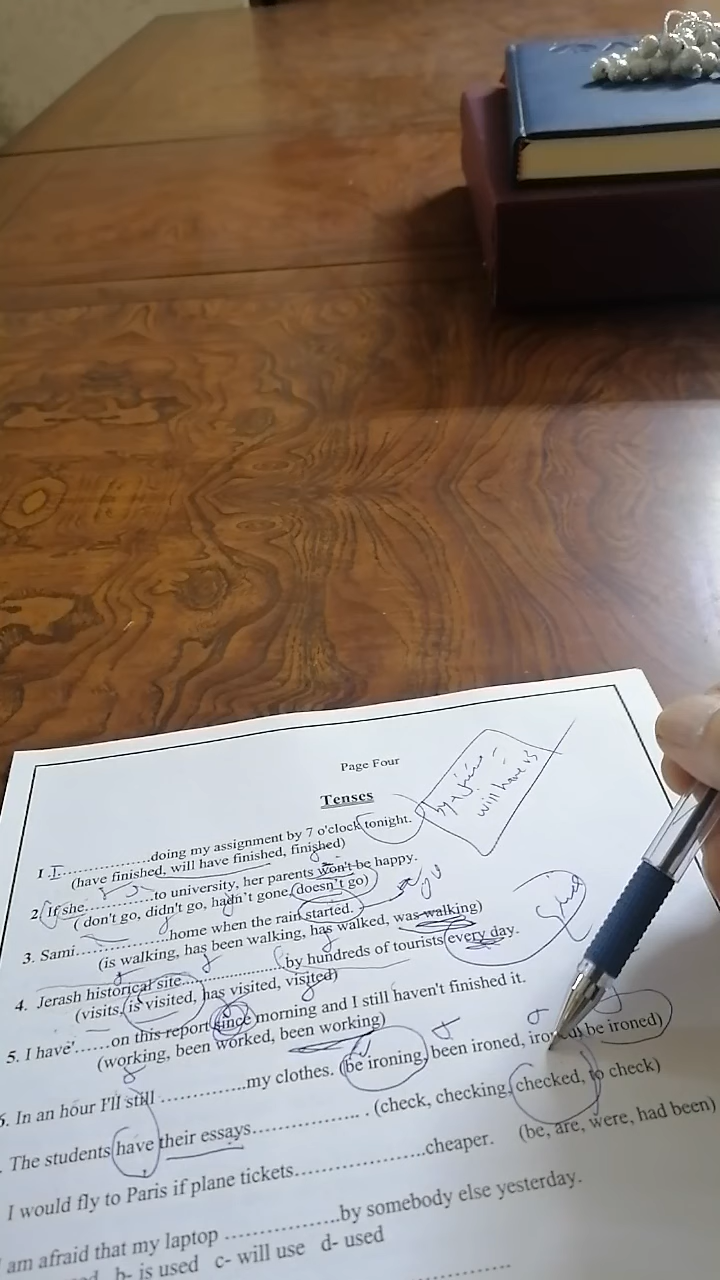 Page Four
Tenses
1 .I...................doing my assignment by 7 o'clock tonight.
(have finished, will have finished, finished)
by + time -
will have
2. If she...............to university, her parents won't be happy.
( don't go, didn't go, hadn't gone, doesn't go)
3. Sami....................home when the rain started.
(is walking, has been walking, has walked, was walking)
4. Jerash historical site.......................by hundreds of tourists every day.
(visits, is visited, has visited, visited)
5. I have.......on this report since morning and I still haven't finished it.
(working, been worked, been working)
6. In an hour I'll still ..................my clothes. (be ironing, been ironed, be ironed)
The students have their essays.................... . (check, checking, checked, to check)
I would fly to Paris if plane tickets.......................cheaper. (be, are, were, had been)
am afraid that my laptop ....................by somebody else yesterday.
b- is used c- will use d- used